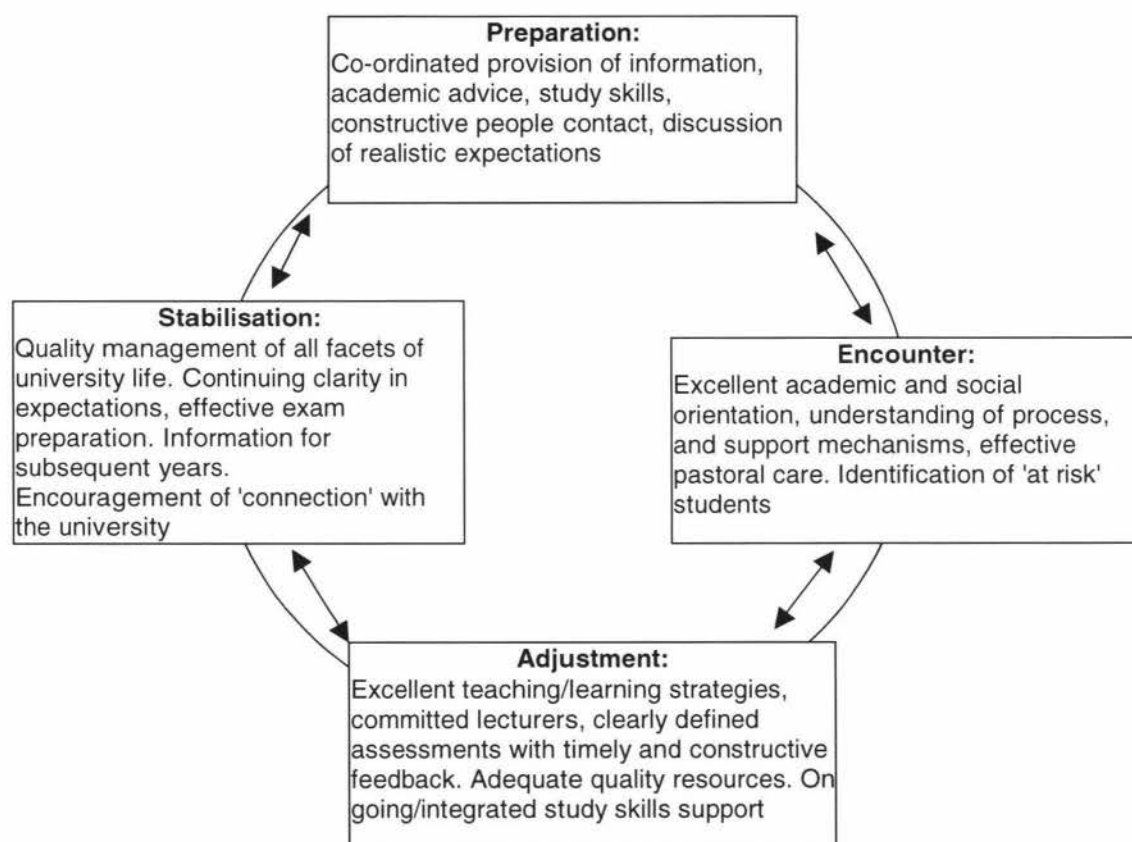 Preparation:
Co-ordinated provision of information,
academic advice, study skills,
constructive people contact, discussion
of realistic expectations
Stabilisation:
Quality management of all facets of
university life. Continuing clarity in
expectations, effective exam
preparation. Information for
subsequent years.
Encouragement of 'connection' with
the university
Encounter:
Excellent academic and social
orientation, understanding of process,
and support mechanisms, effective
pastoral care. Identification of 'at risk'
students
Adjustment:
Excellent teaching/learning strategies,
committed lecturers, clearly defined
assessments with timely and constructive
feedback. Adequate quality resources. On
going/integrated study skills support